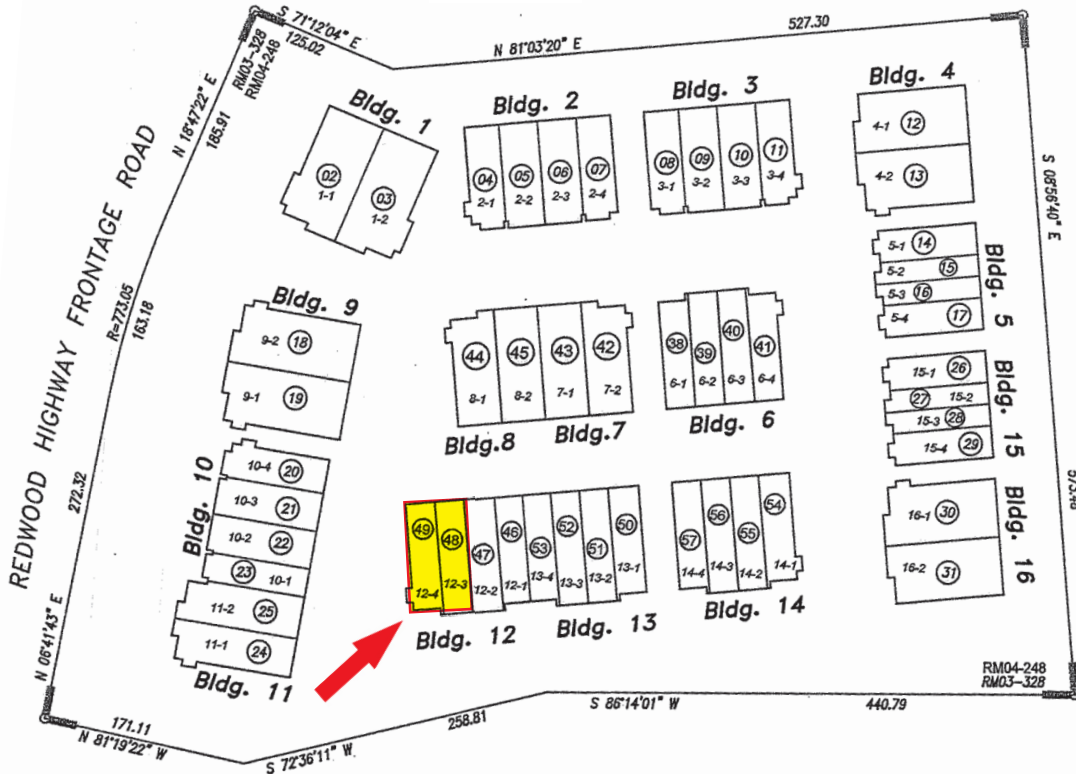 S 71°12'04" E
125.02
N 81°03'20" E
527.30
RM03-328
RM04-248
N 18°47'22" E
185.91
REDWOOD HIGHWAY FRONTAGE ROAD
R=773.05
163.18
272.32
N 06°41'43" E
Bldg. 1
02
1-1
03
1-2
Bldg. 2
04
2-1
05
2-2
06
2-3
07
2-4
Bldg. 3
08
3-1
09
3-2
10
3-3
11
3-4
Bldg. 4
4-1 12
4-2 13
S 08°56'40" E
5-1 14
5-2 15
5-3 16
5-4 17
Bldg. 5
Bldg. 9
9-2 18
9-1 19
44
8-1
45
8-2
43
7-1
42
7-2
Bldg.8
Bldg.7
38
6-1
39
6-2
40
6-3
41
6-4
Bldg. 6
15-1 26
27 15-2
15-3 28
15-4 29
Bldg. 15
Bldg. 10
10-4 20
10-3 21
10-2 22
23 10-1
11-2 25
11-1 24
Bldg. 11
49
12-4
48
12-3
47
12-2
46
12-1
53
13-4
52
13-3
51
13-2
50
13-1
Bldg. 12
Bldg. 13
57
14-4
56
14-3
55
14-2
54
14-1
Bldg. 14
16-1 30
16-2 31
Bldg. 16
RM04-248
RM03-328
171.11
N 81°19'22" W
258.81
S 72°36'11" W
S 86°14'01" W
440.79